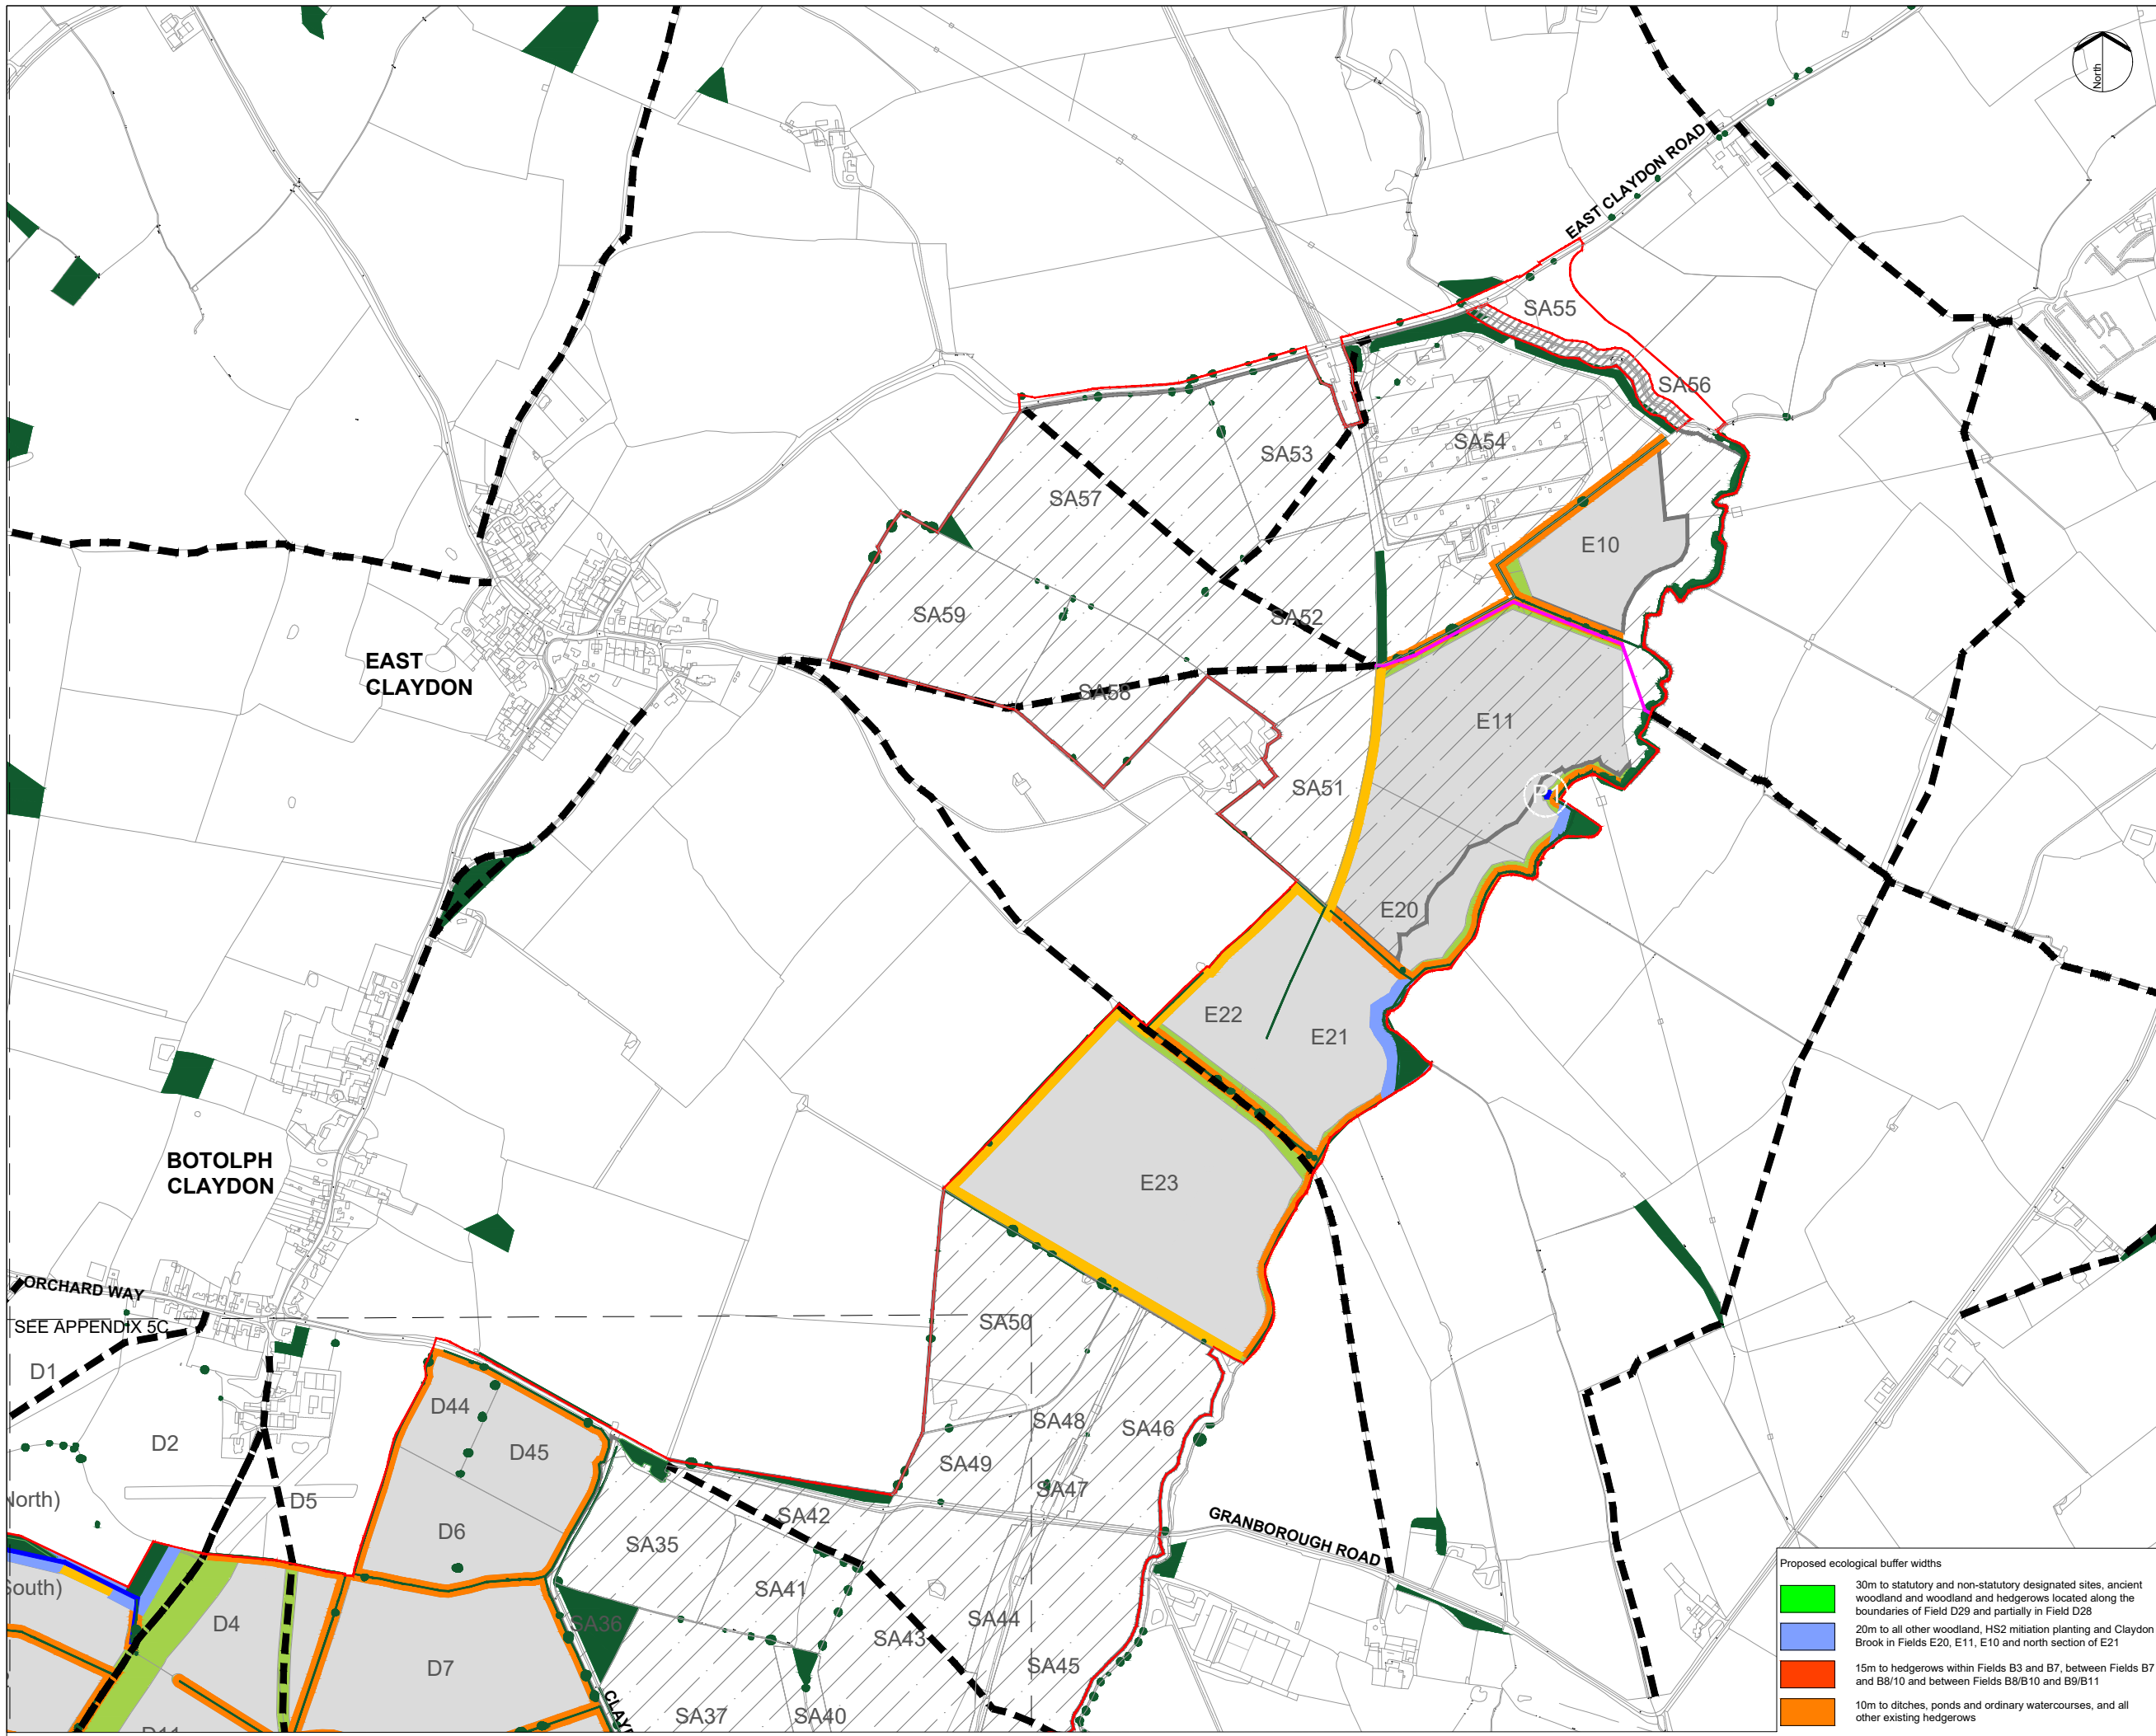 North
EAST CLAYDON ROAD
SA55
SA56
SA53
SA54
SA57
E10
SA59
SA52
EAST
CLAYDON
SA58
E11
SA51
P1
E20
E22
E21
BOTOLPH
CLAYDON
E23
ORCHARD WAY
SEE APPENDIX 5C
SA50
D1
D44
SA48
SA46
D2
D45
SA49
SA47
D5
SA42
GRANBOROUGH ROAD
D6
SA35
SA41
SA36
D4
SA44
SA43
D7
SA45
SA37
SA40
D11
Proposed ecological buffer widths
30m to statutory and non-statutory designated sites, ancient
woodland and woodland and hedgerows located along the
boundaries of Field D29 and partially in Field D28
20m to all other woodland, HS2 mitiation planting and Claydon
Brook in Fields E20, E11, E10 and north section of E21
15m to hedgerows within Fields B3 and B7, between Fields B7
and B8/10 and between Fields B8/B10 and B9/B11
10m to ditches, ponds and ordinary watercourses, and all
other existing hedgerows